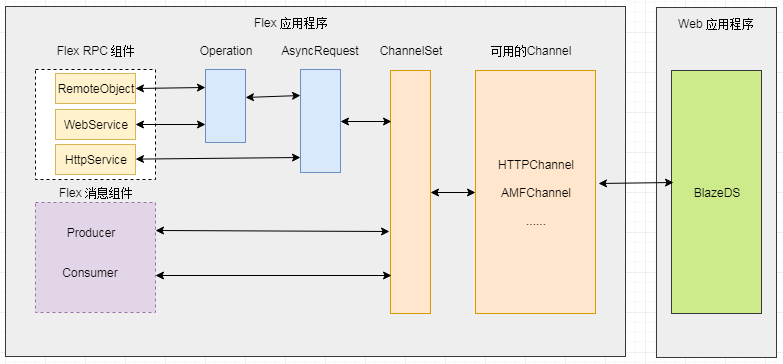 Flex 应用程序
Web 应用程序
Flex RPC 组件
Operation
AsyncRequest
ChannelSet
可用的Channel
RemoteObject
WebService
HttpService
Flex 消息组件
Producer
Consumer
HTTPChannel
AMFChannel
......
BlazeDS